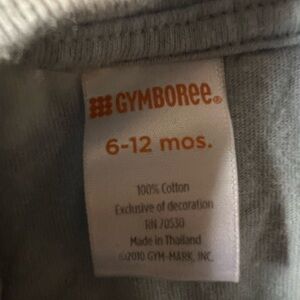 GYMBOREE®
6-12 mos.
100% Cotton
Exclusive of decoration
RN 70530
Made in Thailand
©2010 GYM-MARK, INC.